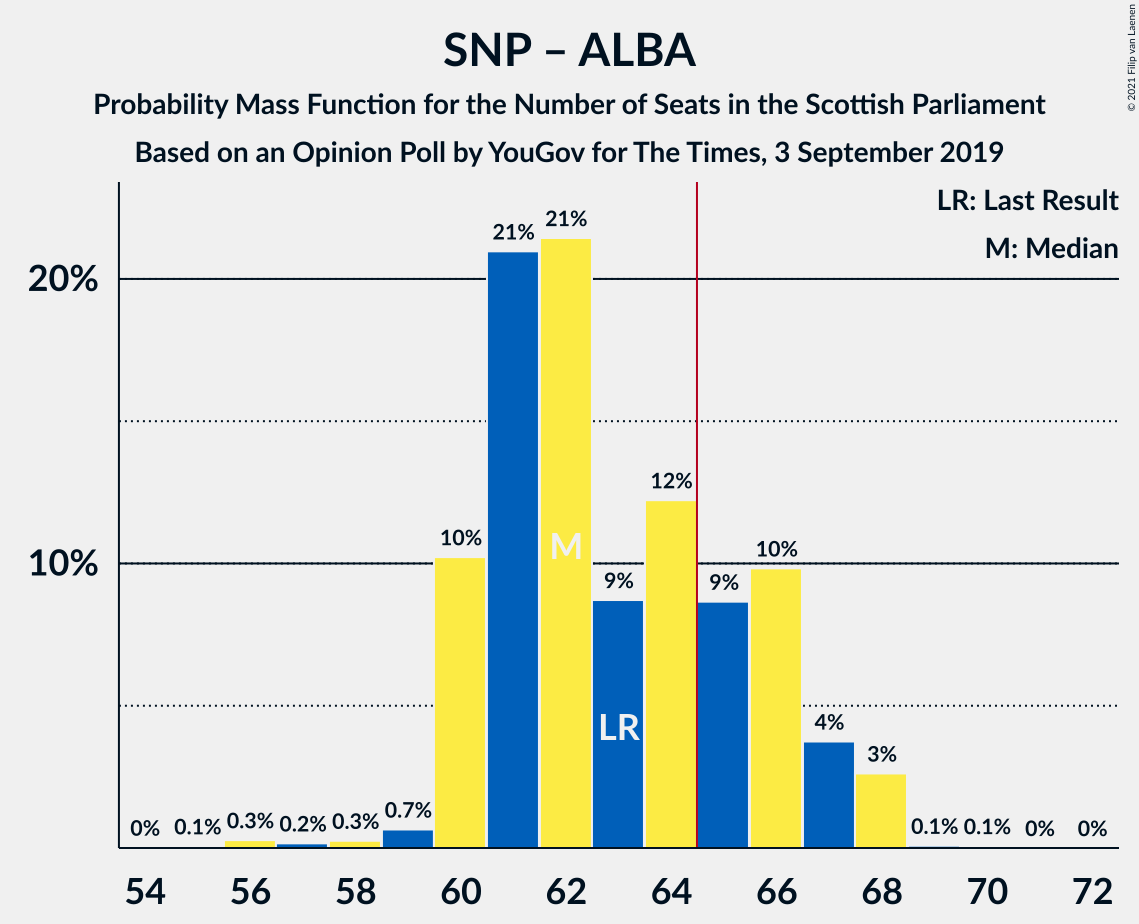 SNP – ALBA
Probability Mass Function for the Number of Seats in the Scottish Parliament
Based on an Opinion Poll by YouGov for The Times, 3 September 2019
© 2021 Filip van Laenen
LR: Last Result
M: Median
20%
10%
0% 0.1% 0.3% 0.2% 0.3% 0.7% 10% 21% 21% 9% 12% 9% 10% 4% 3% 0.1% 0.1% 0% 0%
M
LR
54 56 58 60 62 64 66 68 70 72